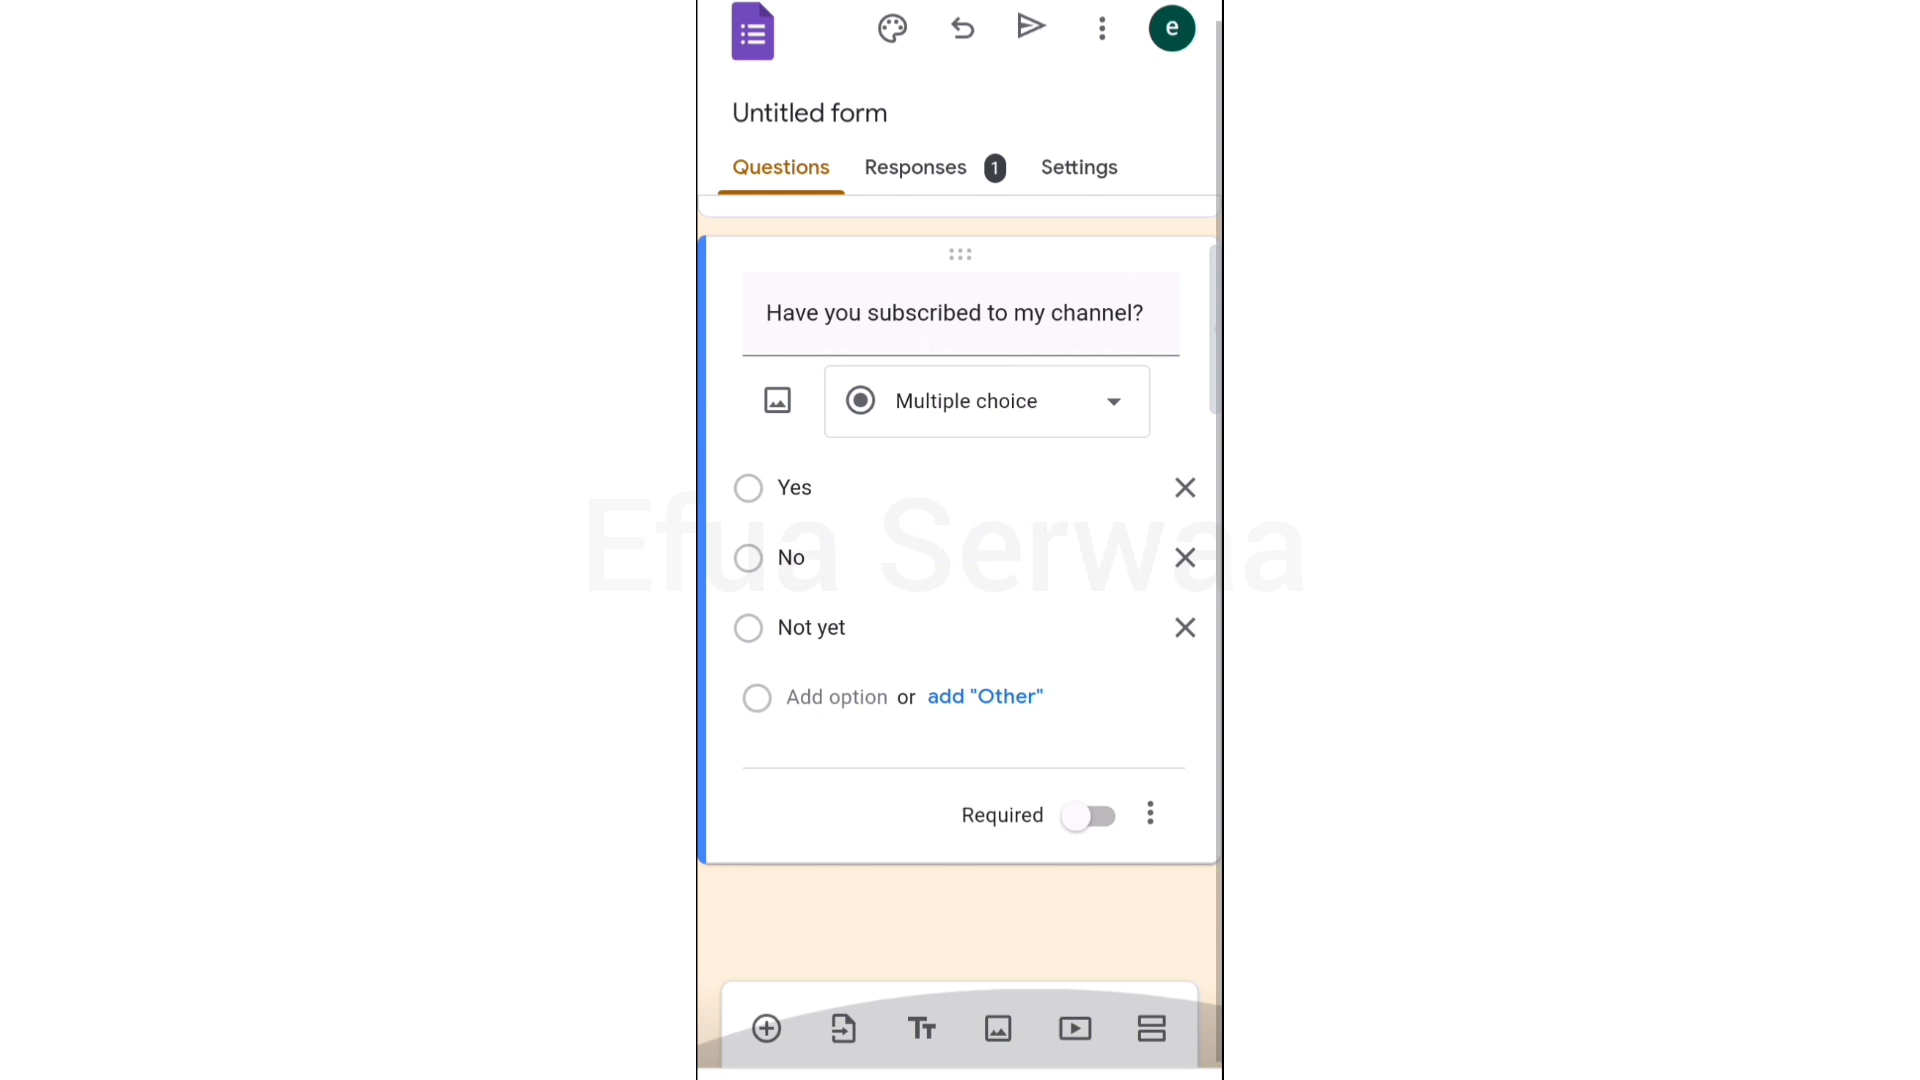 e
Untitled form
Questions Responses 1 Settings
Have you subscribed to my channel?
Multiple choice
Yes
Efua Serwaa
No
Not yet
Add option or add "Other"
Required
Tt